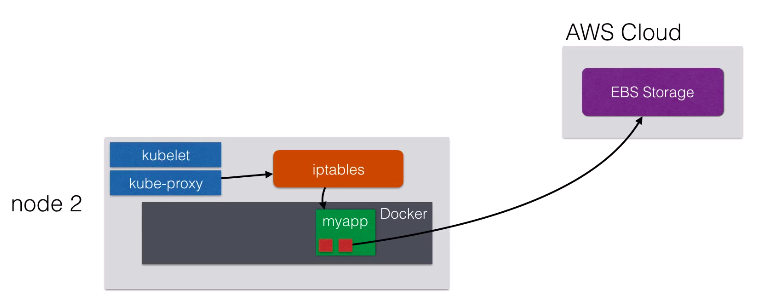 AWS Cloud
EBS Storage
kubelet
kube-proxy
iptables
node 2
Docker
myapp